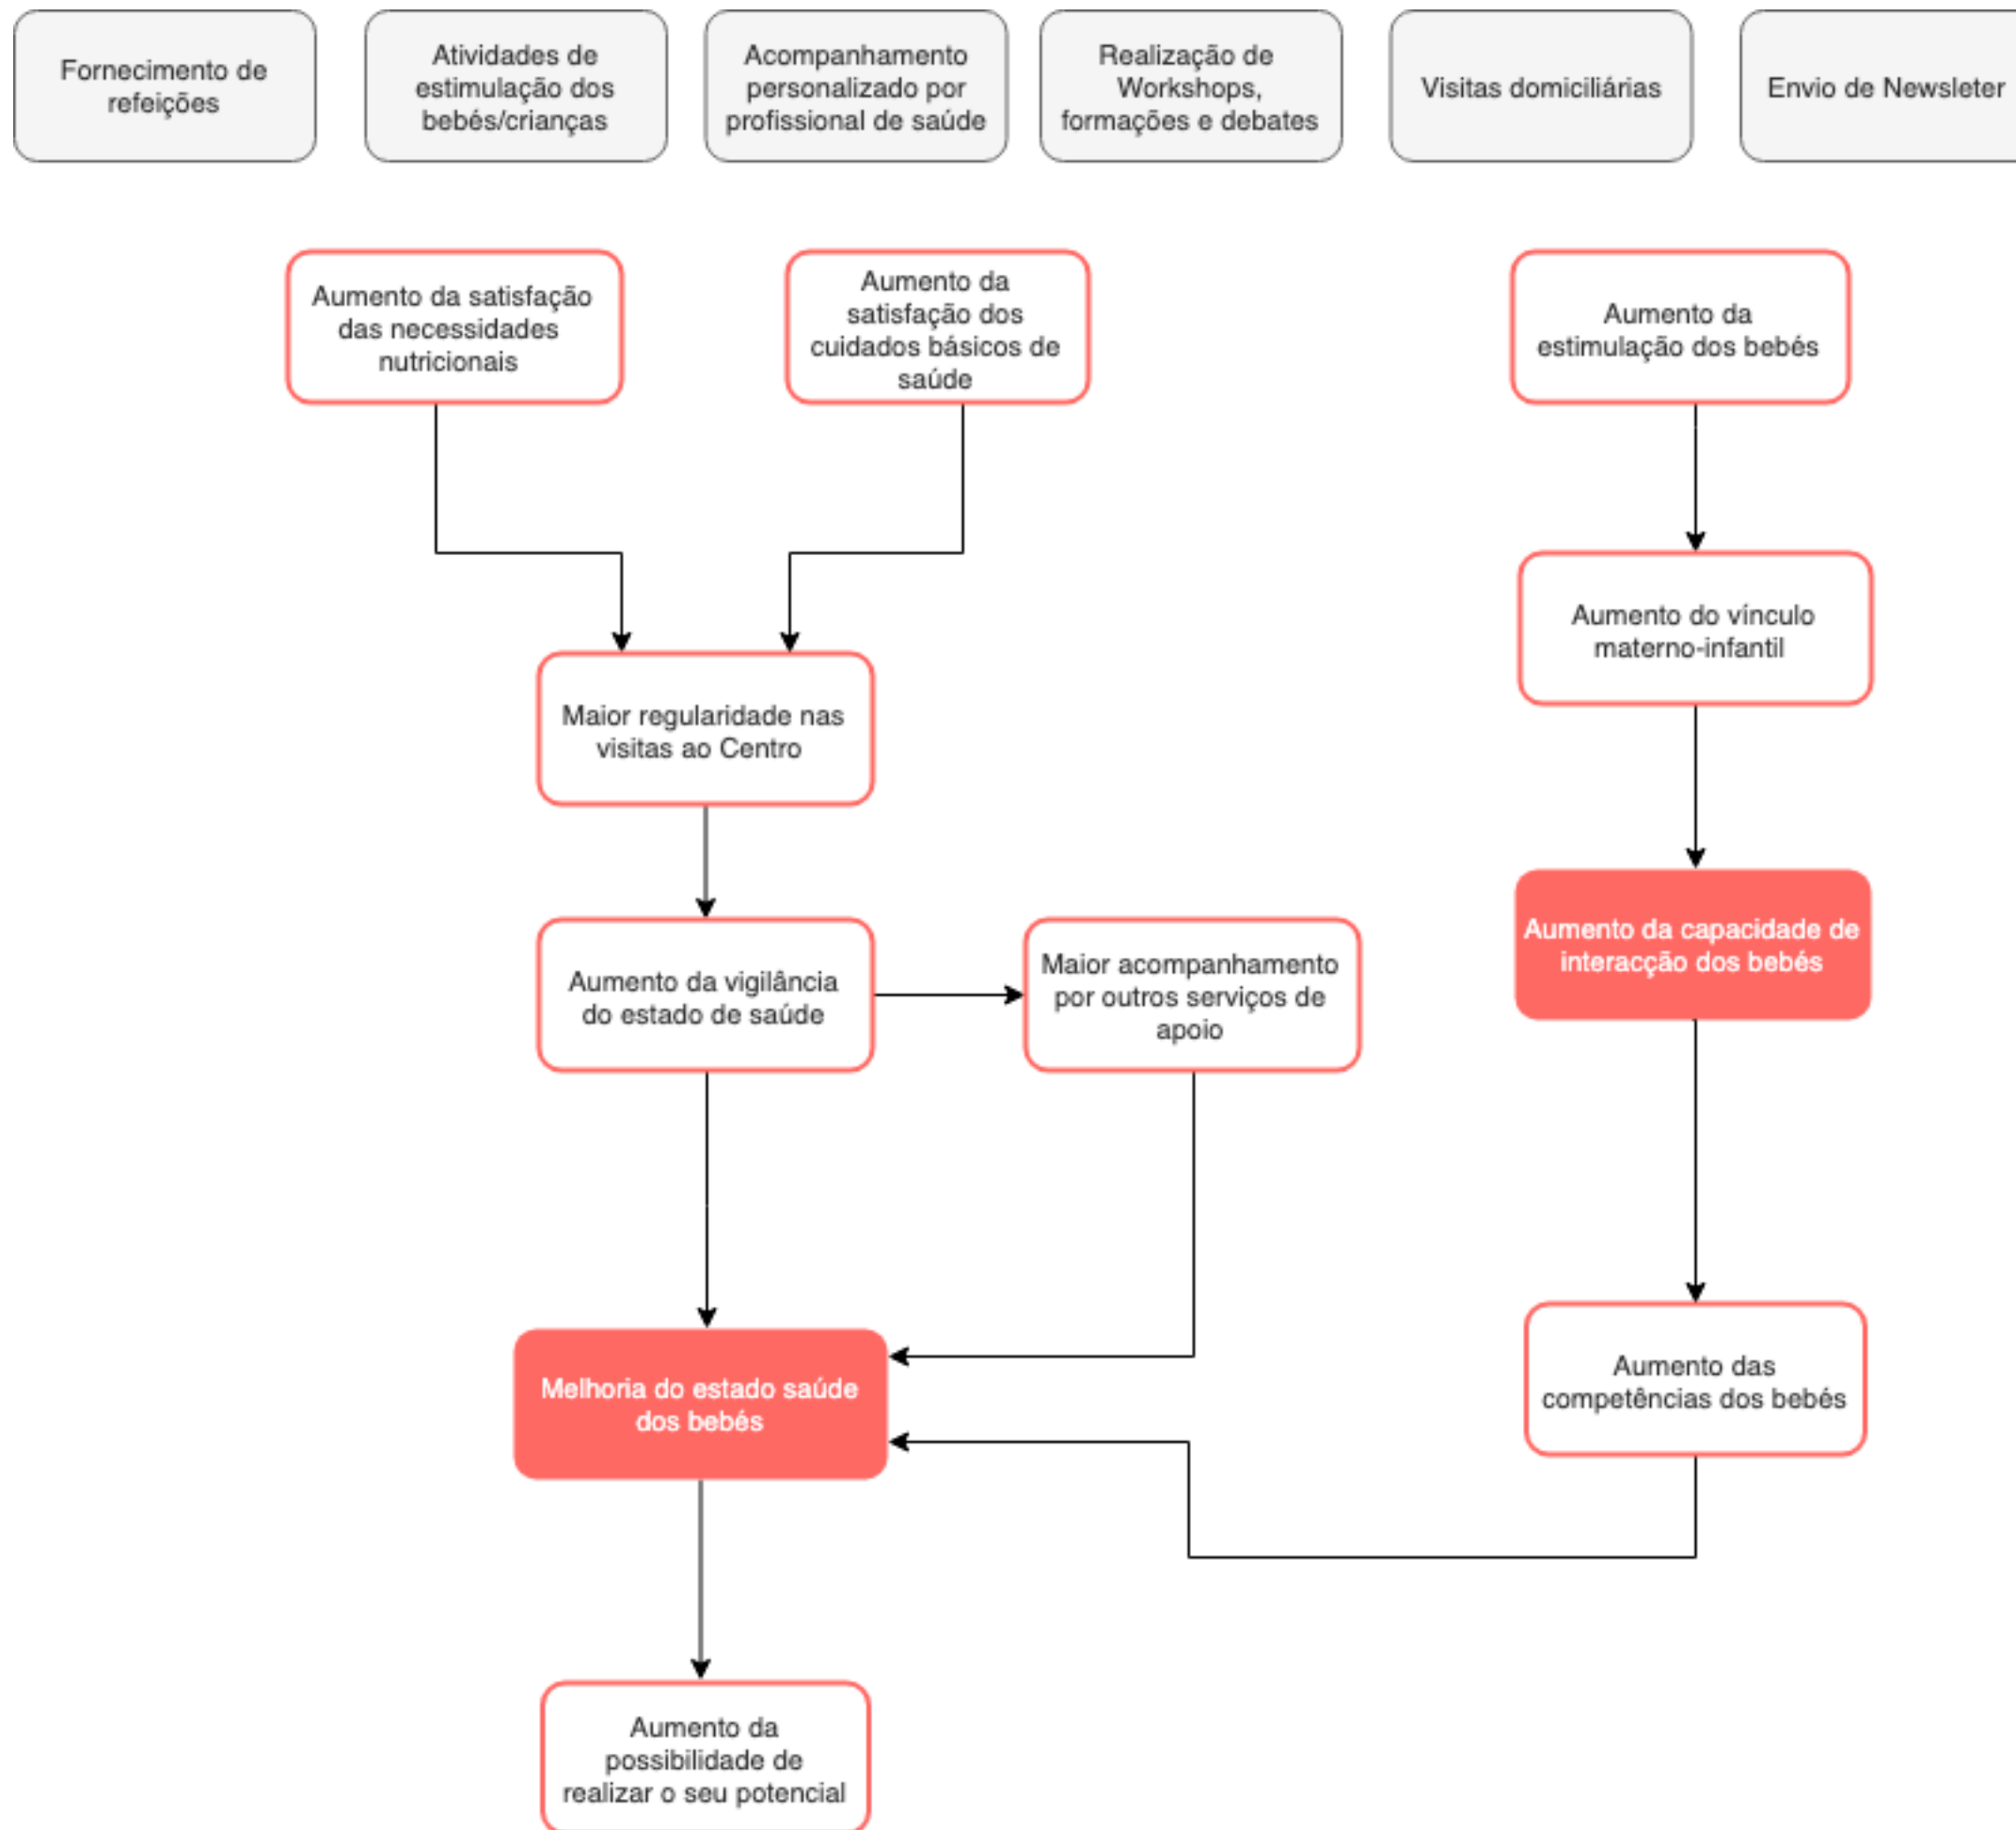 Fornecimento de
refeições
Atividades de
estimulação dos
bebés/crianças
Acompanhamento
personalizado por
profissional de saúde
Realização de
Workshops,
formações e debates
Visitas domiciliárias
Envio de Newsleter
Aumento da satisfação
das necessidades
nutricionais
Aumento da
satisfação dos
cuidados básicos de
saúde
Aumento da
estimulação dos bebés
Aumento do vínculo
materno-infantil
Maior regularidade nas
visitas ao Centro
Aumento da capacidade de
interacção dos bebés
Aumento da vigilância
do estado de saúde
Maior acompanhamento
por outros serviços de
apoio
Melhoria do estado saúde
dos bebés
Aumento das
competências dos bebés
Aumento da
possibilidade de
realizar o seu potencial